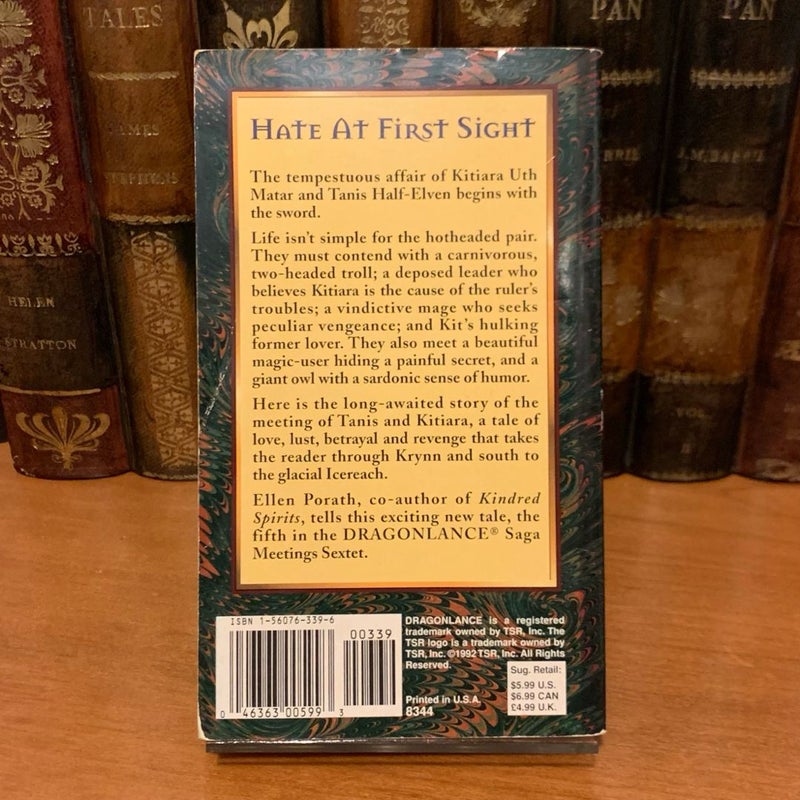 TALES
JAMES
STEPHENS
HELEN
STRATTON
PAN
PAN
J.M. BARRIE
VOL.
HATE AT FIRST SIGHT
The tempestuous affair of Kitiara Uth
Matar and Tanis Half-Elven begins with
the sword.
Life isn't simple for the hotheaded pair.
They must contend with a carnivorous,
two-headed troll; a deposed leader who
believes Kitiara is the cause of the ruler's
troubles; a vindictive mage who seeks
peculiar vengeance; and Kit's hulking
former lover. They also meet a beautiful
magic-user hiding a painful secret, and a
giant owl with a sardonic sense of humor.
Here is the long-awaited story of the
meeting of Tanis and Kitiara, a tale of
love, lust, betrayal and revenge that takes
the reader through Krynn and south to
the glacial Icereach.
Ellen Porath, co-author of Kindred
Spirits, tells this exciting new tale, the
fifth in the DRAGONLANCE® Saga
Meetings Sextet.
ISBN 1-56076-339-6
00339
0 46363 00599 3
DRAGONLANCE is a registered
trademark owned by TSR, Inc. The
TSR logo is a trademark owned by
TSR, Inc. ©1992 TSR, Inc. All Rights
Reserved.
Printed in U.S.A.
8344
Sug. Retail:
$5.99 U.S.
$6.99 CAN
£4.99 U.K.